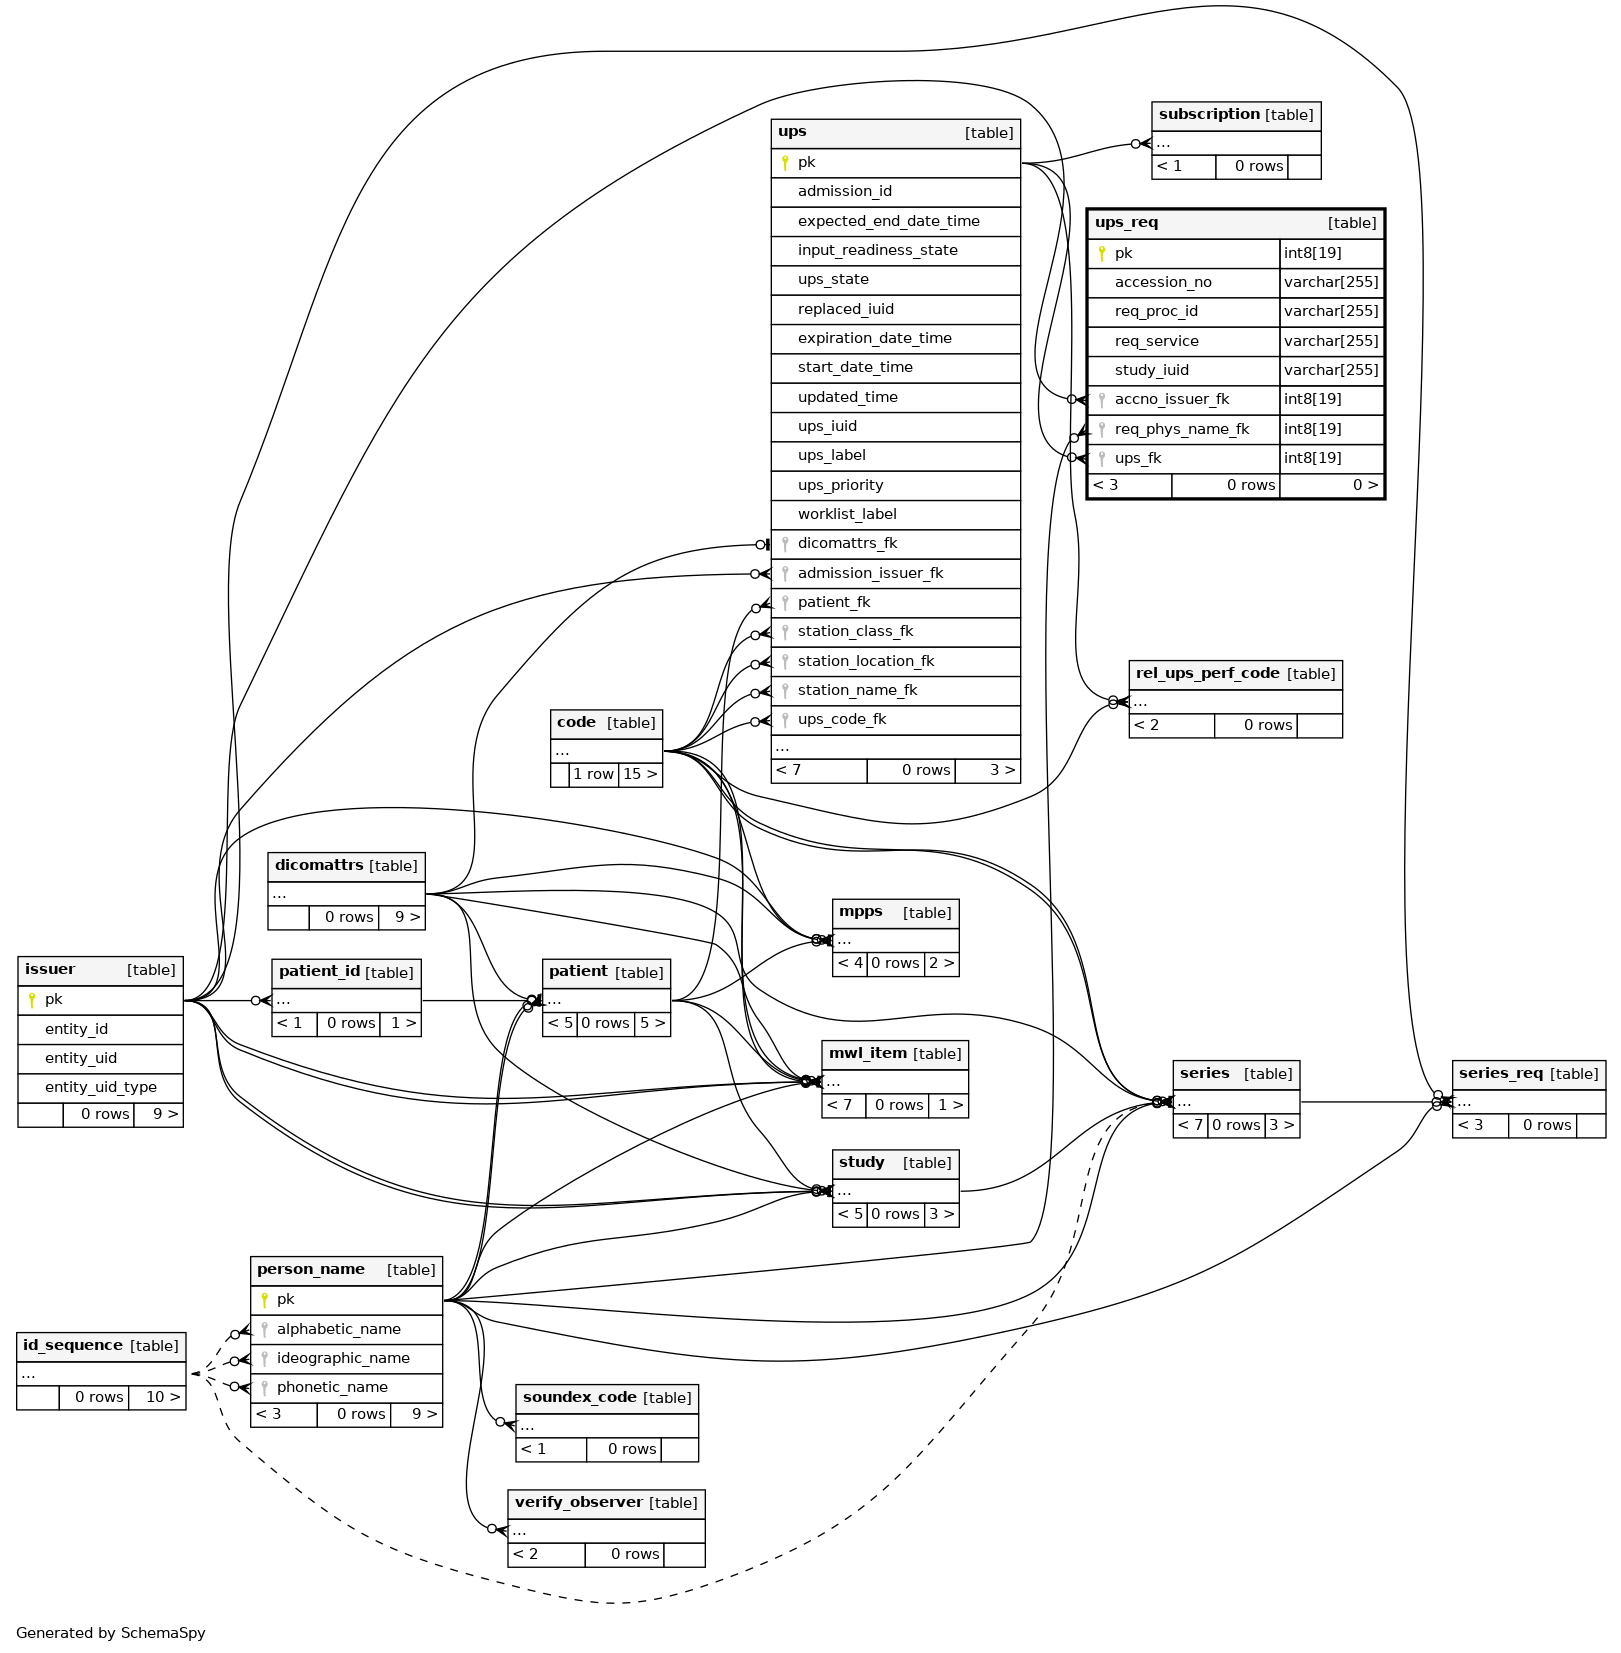 subscription [table]
...
< 1 0 rows
ups [table]
pk
admission_id
expected_end_date_time
input_readiness_state
ups_state
replaced_iuid
expiration_date_time
start_date_time
updated_time
ups_iuid
ups_label
ups_priority
worklist_label
dicomattrs_fk
admission_issuer_fk
patient_fk
station_class_fk
station_location_fk
station_name_fk
ups_code_fk
...
< 7 0 rows 3 >
ups_req [table]
pk int8[19]
accession_no varchar[255]
req_proc_id varchar[255]
req_service varchar[255]
study_iuid varchar[255]
accno_issuer_fk int8[19]
req_phys_name_fk int8[19]
ups_fk int8[19]
< 3 0 rows 0 >
rel_ups_perf_code [table]
...
< 2 0 rows
code [table]
...
1 row 15 >
dicomattrs [table]
...
0 rows 9 >
mpps [table]
...
< 4 0 rows 2 >
issuer [table]
pk
entity_id
entity_uid
entity_uid_type
0 rows 9 >
patient_id [table]
...
< 1 0 rows 1 >
patient [table]
...
< 5 0 rows 5 >
mwl_item [table]
...
< 7 0 rows 1 >
series [table]
...
< 7 0 rows 3 >
series_req [table]
...
< 3 0 rows
study [table]
...
< 5 0 rows 3 >
person_name [table]
pk
alphabetic_name
ideographic_name
phonetic_name
< 3 0 rows 9 >
id_sequence [table]
...
0 rows 10 >
soundex_code [table]
...
< 1 0 rows
verify_observer [table]
...
< 2 0 rows
Generated by SchemaSpy